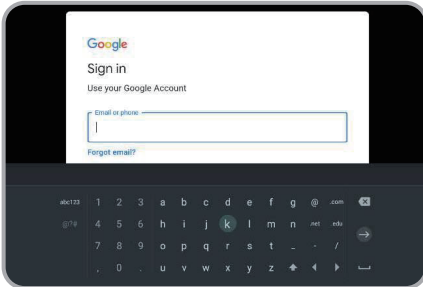 Google
Sign in
Use your Google Account
Email or phone
Forgot email?
abc123 1 2 3 a b c d e f g @ .com
@?# 4 5 6 h i j k l m n .net .edu
7 8 9 o p q r s t _ - /
, 0 . u v w x y z